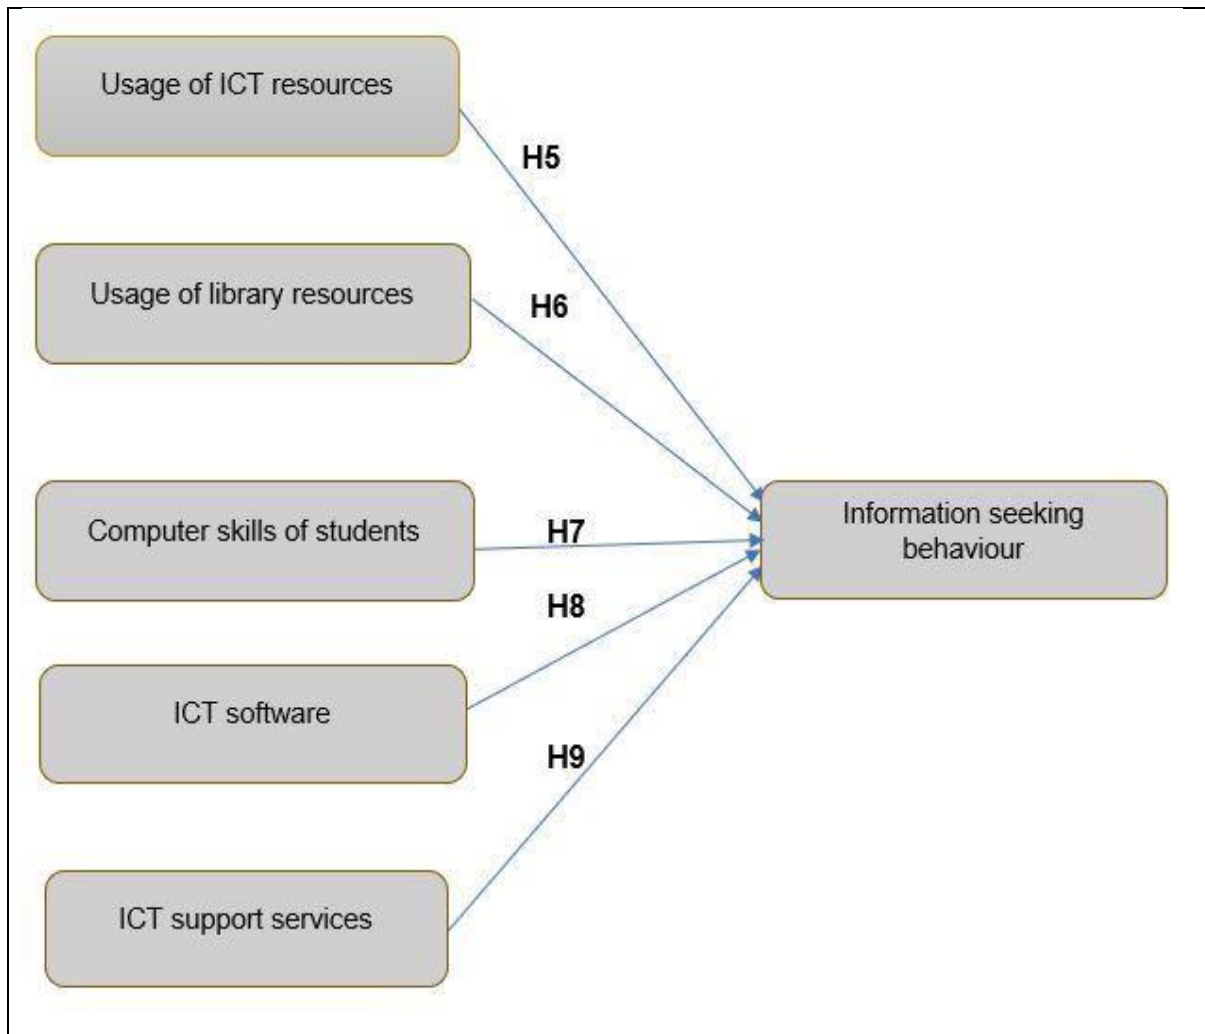 Usage of ICT resources
H5
Usage of library resources
H6
Computer skills of students
H7
Information seeking
behaviour
H8
ICT software
H9
ICT support services